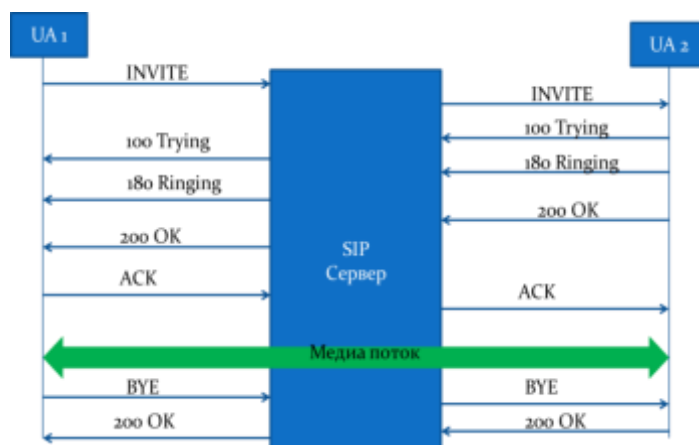 UA 1
UA 2
INVITE
INVITE
100 Trying
100 Trying
180 Ringing
180 Ringing
200 OK
200 OK
SIP
Сервер
ACK
ACK
Медиа поток
BYE
BYE
200 OK
200 OK